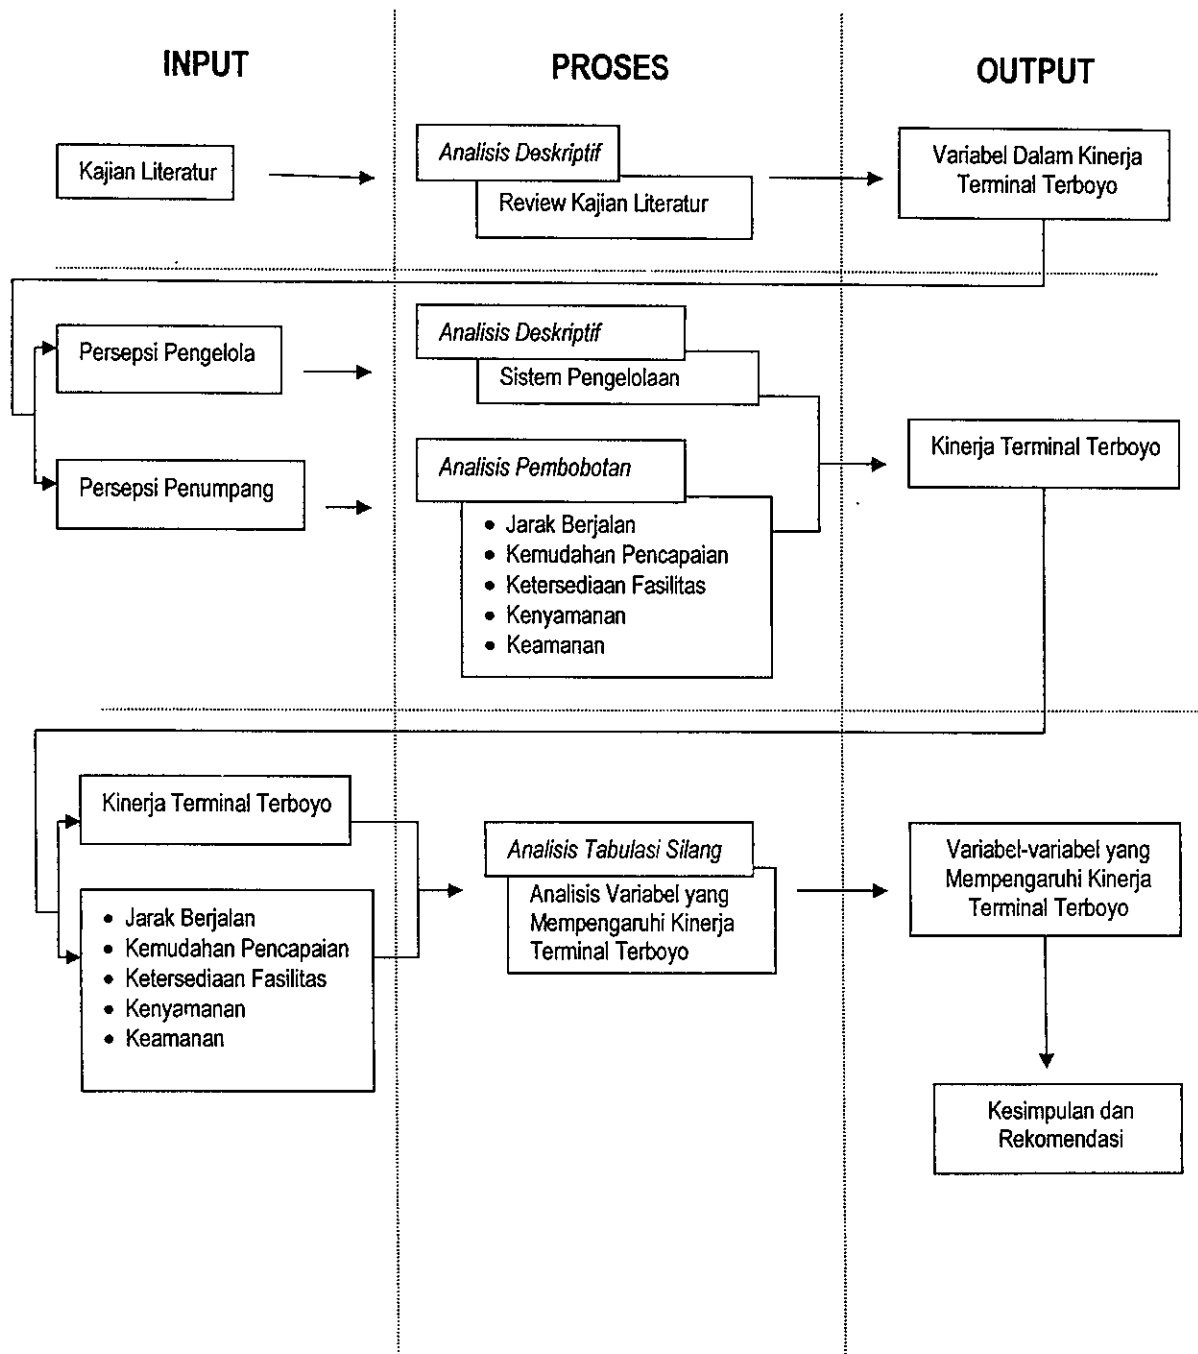 INPUT
PROSES
OUTPUT
Kajian Literatur
Analisis Deskriptif
Review Kajian Literatur
Variabel Dalam Kinerja
Terminal Terboyo
Persepsi Pengelola
Analisis Deskriptif
Sistem Pengelolaan
Persepsi Penumpang
Analisis Pembobotan
• Jarak Berjalan
• Kemudahan Pencapaian
• Ketersediaan Fasilitas
• Kenyamanan
• Keamanan
Kinerja Terminal Terboyo
Kinerja Terminal Terboyo
• Jarak Berjalan
• Kemudahan Pencapaian
• Ketersediaan Fasilitas
• Kenyamanan
• Keamanan
Analisis Tabulasi Silang
Analisis Variabel yang
Mempengaruhi Kinerja
Terminal Terboyo
Variabel-variabel yang
Mempengaruhi Kinerja
Terminal Terboyo
Kesimpulan dan
Rekomendasi